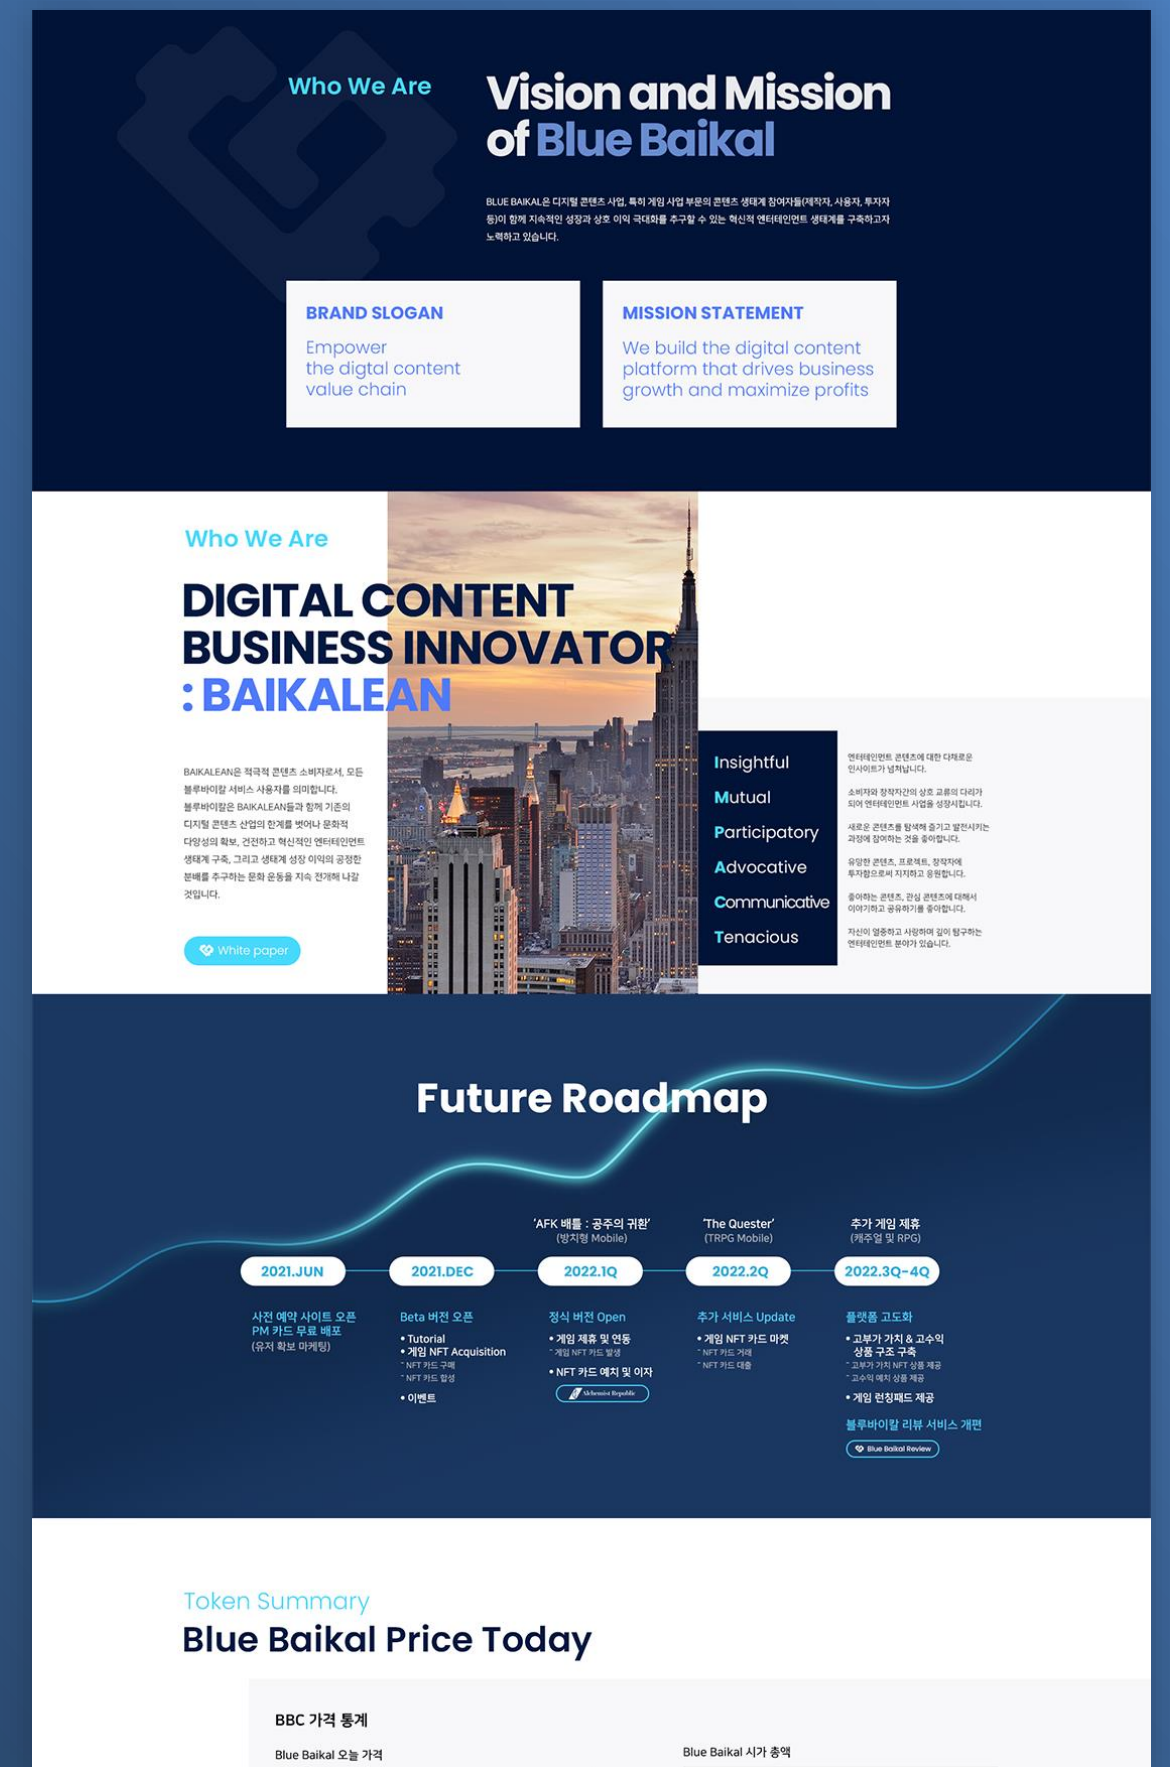 Who We Are
Vision and Mission
of Blue Baikal
BLUE BAIKAL은 디지털 콘텐츠 사업, 특히 게임 사업 부문의 콘텐츠 생태계 참여자들(제작자, 사용자, 투자자
등)이 함께 지속적인 성장과 상호 이익 극대화를 추구할 수 있는 혁신적 엔터테인먼트 생태계를 구축하고자
노력하고 있습니다.
BRAND SLOGAN
Empower
the digtal content
value chain
MISSION STATEMENT
We build the digital content
platform that drives business
growth and maximize profits
Who We Are
DIGITAL CONTENT
BUSINESS INNOVATOR
: BAIKALEAN
BAIKALEAN은 적극적 콘텐츠 소비자로서, 모든
블루바이칼 서비스 사용자를 의미합니다.
블루바이칼은 BAIKALEAN들과 함께 기존의
디지털 콘텐츠 산업의 한계를 벗어나 문화적
다양성의 확보, 건전하고 혁신적인 엔터테인먼트
생태계 구축, 그리고 생태계 성장 이익의 공정한
분배를 추구하는 문화 운동을 지속 전개해 나갈
것입니다.
White paper
Insightful
엔터테인먼트 콘텐츠에 대한 다채로운
인사이트가 넘쳐납니다.
Mutual
소비자와 창작자간의 상호 교류의 다리가
되어 엔터테인먼트 사업을 성장시킵니다.
Participatory
새로운 콘텐츠를 탐색해 즐기고 발전시키는
과정에 참여하는 것을 좋아합니다.
Advocative
유망한 콘텐츠, 프로젝트, 창작자에
투자함으로써 지지하고 응원합니다.
Communicative
좋아하는 콘텐츠, 관심 콘텐츠에 대해서
이야기하고 공유하기를 좋아합니다.
Tenacious
자신이 열중하고 사랑하며 깊이 탐구하는
엔터테인먼트 분야가 있습니다.
Future Roadmap
2021.JUN
사전 예약 사이트 오픈
PM 카드 무료 배포
(유저 확보 마케팅)
2021.DEC
Beta 버전 오픈
• Tutorial
• 게임 NFT Acquisition
- NFT 카드 구매
- NFT 카드 합성
• 이벤트
'AFK 배틀 : 공주의 귀환'
(방치형 Mobile)
2022.1Q
정식 버전 Open
• 게임 제휴 및 연동
- 게임 NFT 카드 발생
• NFT 카드 예치 및 이자
Alchemist Republic
'The Quester'
(TRPG Mobile)
2022.2Q
추가 서비스 Update
• 게임 NFT 카드 마켓
- NFT 카드 거래
- NFT 카드 대출
추가 게임 제휴
(캐주얼 및 RPG)
2022.3Q-4Q
플랫폼 고도화
• 고부가 가치 & 고수익
상품 구조 구축
- 고부가 가치 NFT 상품 제공
- 고수익 예치 상품 제공
• 게임 런칭패드 제공
블루바이칼 리뷰 서비스 개편
Blue Baikal Review
Token Summary
Blue Baikal Price Today
BBC 가격 통계
Blue Baikal 오늘 가격
Blue Baikal 시가 총액